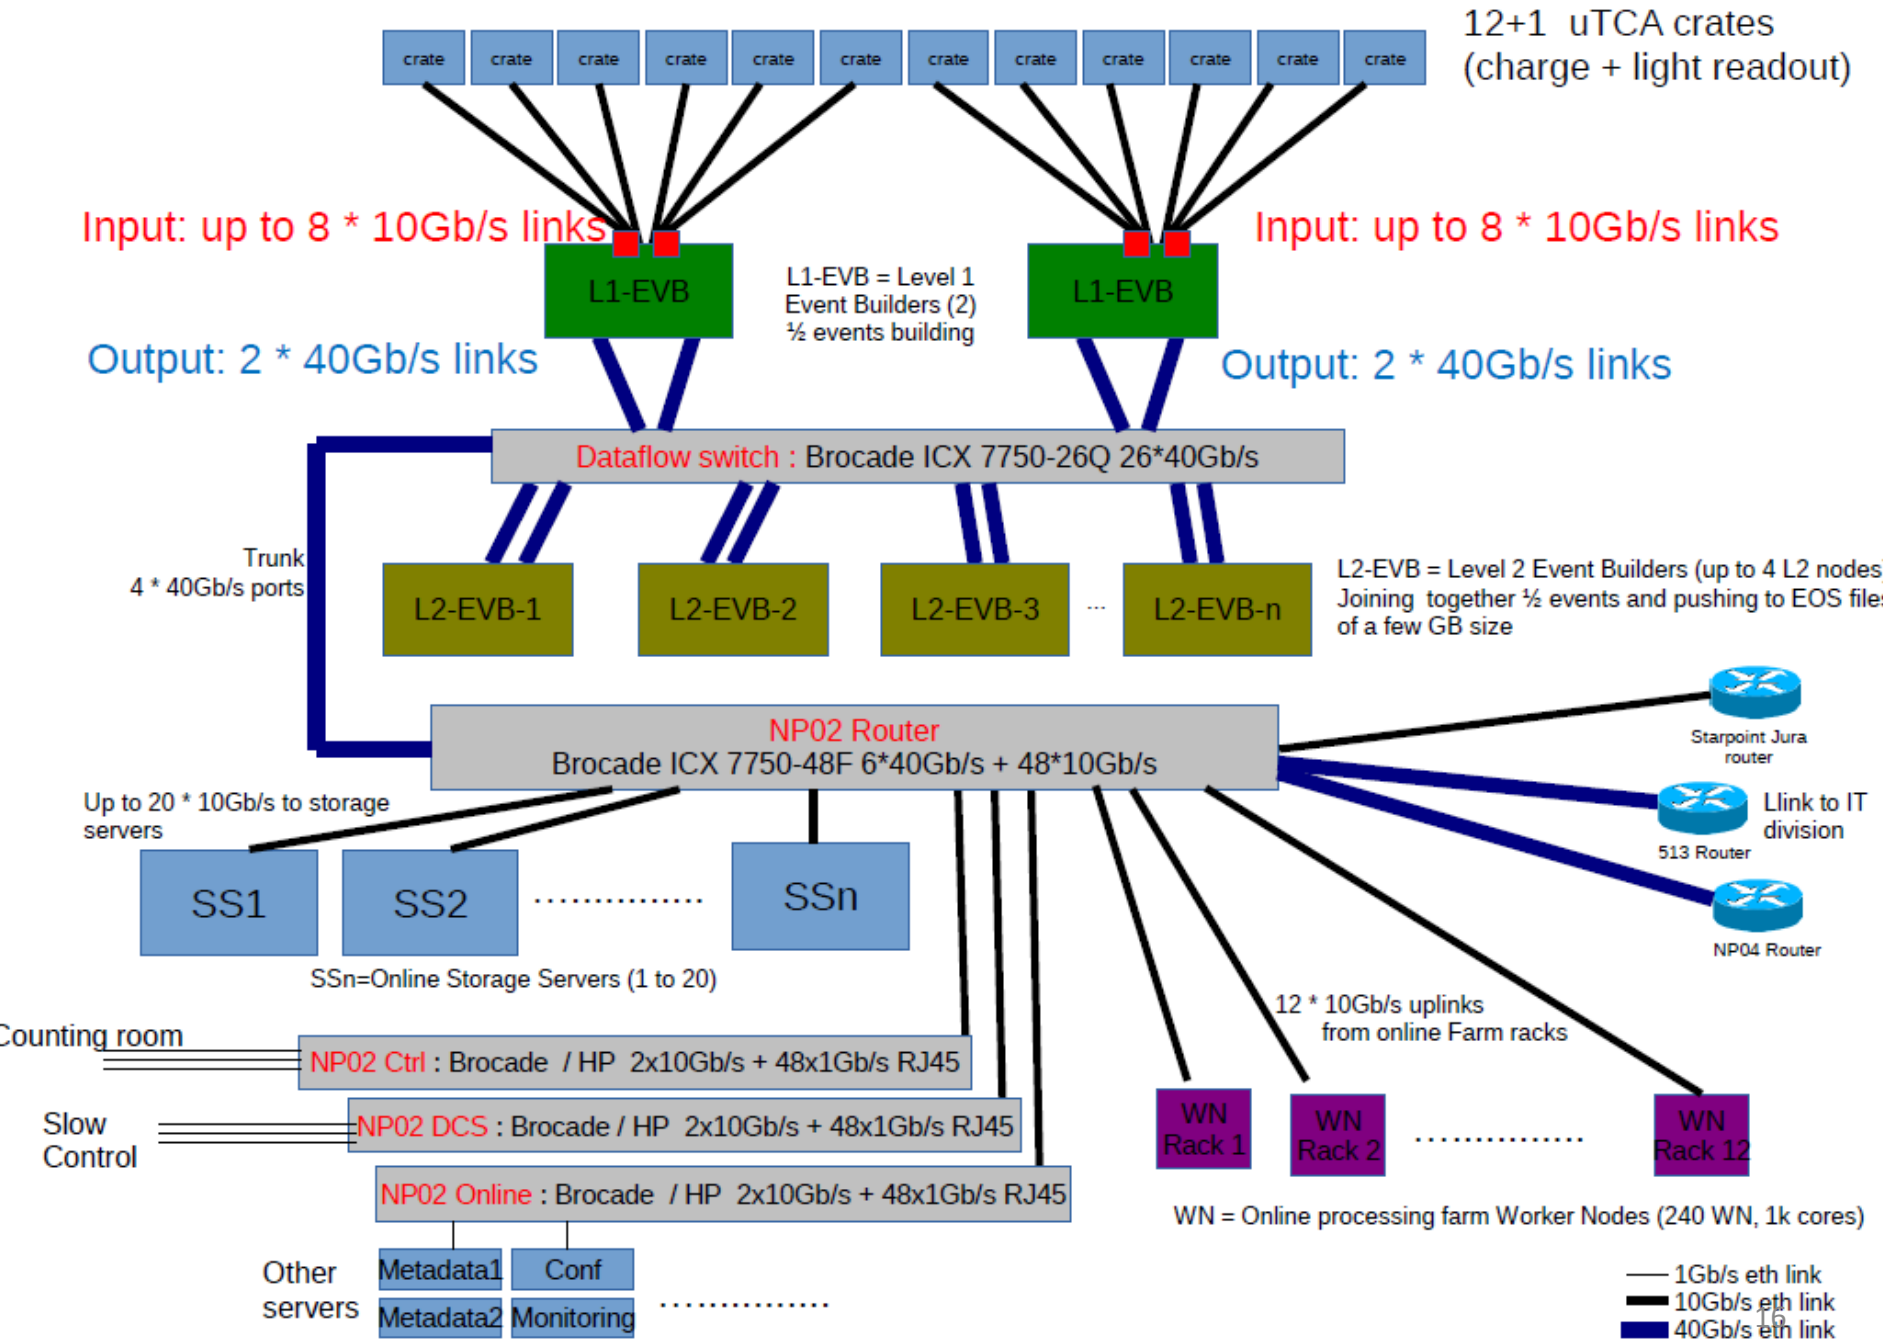 12+1 uTCA crates
(charge + light readout)
crate crate crate crate crate crate crate crate crate crate crate crate
Input: up to 8 * 10Gb/s links
Input: up to 8 * 10Gb/s links
L1-EVB
L1-EVB = Level 1
Event Builders (2)
½ events building
L1-EVB
Output: 2 * 40Gb/s links
Output: 2 * 40Gb/s links
Dataflow switch : Brocade ICX 7750-26Q 26*40Gb/s
Trunk
4 * 40Gb/s ports
L2-EVB-1
L2-EVB-2
L2-EVB-3
...
L2-EVB-n
L2-EVB = Level 2 Event Builders (up to 4 L2 nodes)
Joining together ½ events and pushing to EOS files
of a few GB size
NP02 Router
Brocade ICX 7750-48F 6*40Gb/s + 48*10Gb/s
Starpoint Jura
router
Llink to IT
division
513 Router
NP04 Router
Up to 20 * 10Gb/s to storage
servers
SS1
SS2
................
SSn
SSn=Online Storage Servers (1 to 20)
12 * 10Gb/s uplinks
from online Farm racks
Counting room
NP02 Ctrl : Brocade / HP 2x10Gb/s + 48x1Gb/s RJ45
Slow
Control
NP02 DCS : Brocade / HP 2x10Gb/s + 48x1Gb/s RJ45
NP02 Online : Brocade / HP 2x10Gb/s + 48x1Gb/s RJ45
WN
Rack 1
WN
Rack 2
................
WN
Rack 12
WN = Online processing farm Worker Nodes (240 WN, 1k cores)
Other
servers
Metadata1
Conf
Metadata2
Monitoring
................
1Gb/s eth link
10Gb/s eth link
40Gb/s eth link
16